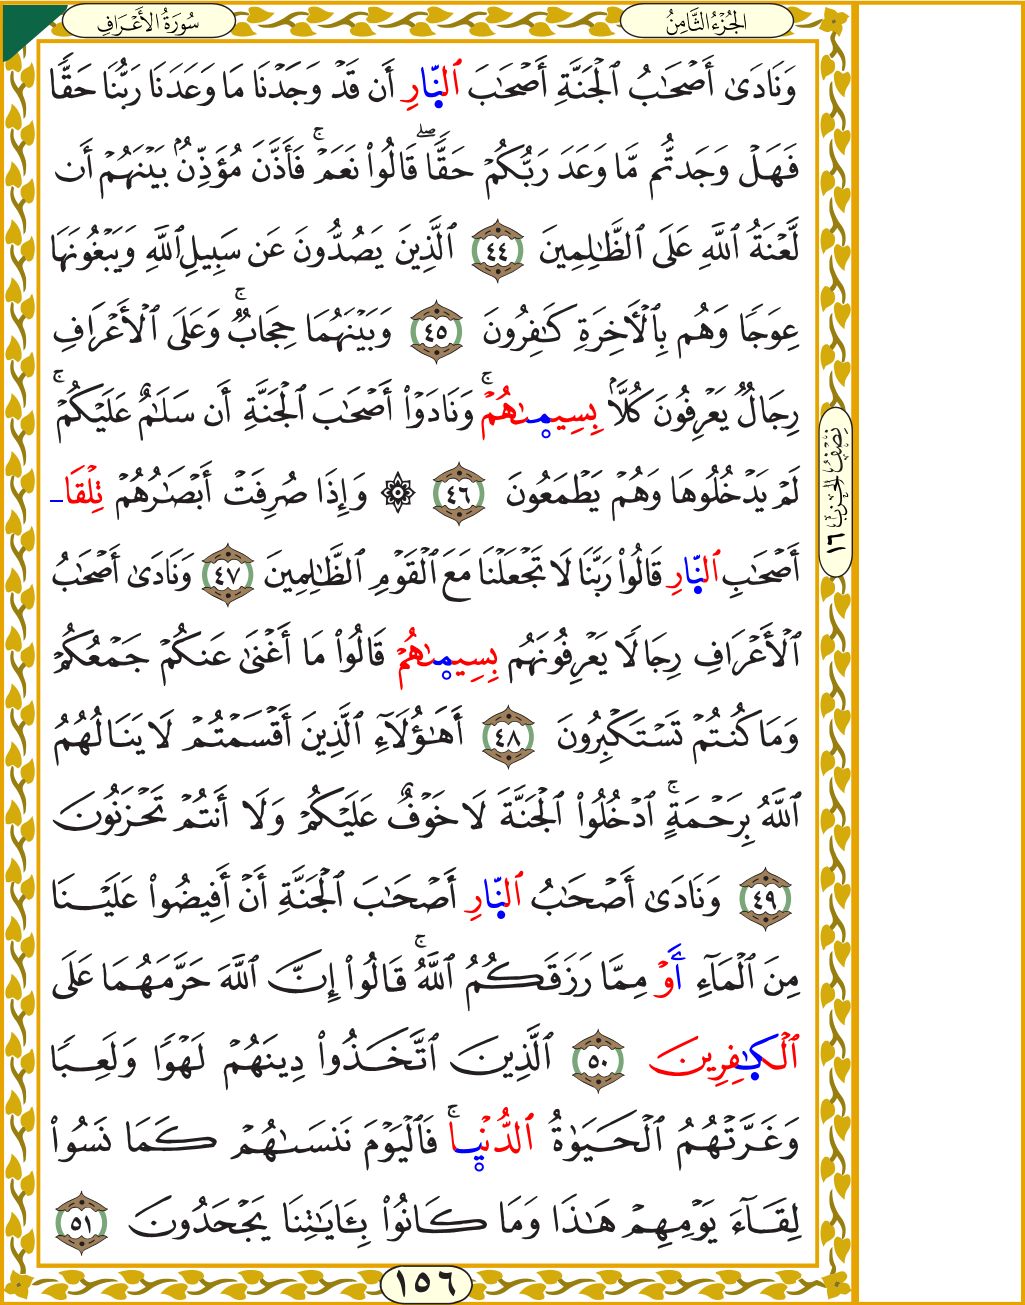 الجُزْءُ الثَّامِنُ
سُورَةُ الأَعْرَافِ
وَنَادَىٰ أَصْحَٰبُ ٱلْجَنَّةِ أَصْحَٰبَ ٱلنّ۪ارِ أَن قَدْ وَجَدْنَا مَا وَعَدَنَا رَبُّنَا حَقًّا
فَهَلْ وَجَدتُّم مَّا وَعَدَ رَبُّكُمْ حَقًّاۖ قَالُوا۟ نَعَمْۚ فَأَذَّنَ مُؤَذِّنٌۢ بَيْنَهُمْ أَن
لَّعْنَةُ ٱللَّهِ عَلَى ٱلظَّٰلِمِينَ ٤٤ ٱلَّذِينَ يَصُدُّونَ عَن سَبِيلِ ٱللَّهِ وَيَبْغُونَهَا
عِوَجًا وَهُم بِٱلْأَخِرَةِ كَٰفِرُونَ ٤٥ وَبَيْنَهُمَا حِجَابٌۚ وَعَلَى ٱلْأَعْرَافِ
رِجَالٌ يَعْرِفُونَ كُلًّۢا بِسِيم۪ىٰهُمْۚ وَنَادَوْا۟ أَصْحَٰبَ ٱلْجَنَّةِ أَن سَلَٰمٌ عَلَيْكُمْۚ
لَمْ يَدْخُلُوهَا وَهُمْ يَطْمَعُونَ ٤٦ ۞ وَإِذَا صُرِفَتْ أَبْصَٰرُهُمْ تِلْقَا
أَصْحَٰبِ ٱلنّ۪ارِ قَالُوا۟ رَبَّنَا لَا تَجْعَلْنَا مَعَ ٱلْقَوْمِ ٱلظَّٰلِمِينَ ٤٧ وَنَادَىٰ أَصْحَٰبُ
ٱلْأَعْرَافِ رِجَالًا يَعْرِفُونَهُم بِسِيم۪ىٰهُمْ قَالُوا۟ مَا أَغْنَىٰ عَنكُمْ جَمْعُكُمْ
وَمَا كُنتُمْ تَسْتَكْبِرُونَ ٤٨ أَهَٰؤُلَآءِ ٱلَّذِينَ أَقْسَمْتُمْ لَا يَنَالُهُمُ
ٱللَّهُ بِرَحْمَةٍۚ ٱدْخُلُوا۟ ٱلْجَنَّةَ لَا خَوْفٌ عَلَيْكُمْ وَلَا أَنتُمْ تَحْزَنُونَ
٤٩ وَنَادَىٰ أَصْحَٰبُ ٱلنّ۪ارِ أَصْحَٰبَ ٱلْجَنَّةِ أَنْ أَفِيضُوا۟ عَلَيْنَا
مِنَ ٱلْمَآءِ أَوْ مِمَّا رَزَقَكُمُ ٱللَّهُۚ قَالُوا۟ إِنَّ ٱللَّهَ حَرَّمَهُمَا عَلَى
ٱلْكٰ۪فِرِينَ ٥٠ ٱلَّذِينَ ٱتَّخَذُوا۟ دِينَهُمْ لَهْوًا وَلَعِبًا
وَغَرَّتْهُمُ ٱلْحَيَوٰةُ ٱلدُّنْي۪اۚ فَٱلْيَوْمَ نَنسَىٰهُمْ كَمَا نَسُوا۟
لِقَآءَ يَوْمِهِمْ هَٰذَا وَمَا كَانُوا۟ بِـَٔايَٰتِنَا يَجْحَدُونَ ٥١
نِصْفُ الحِزْبِ ١٦
١٥٦